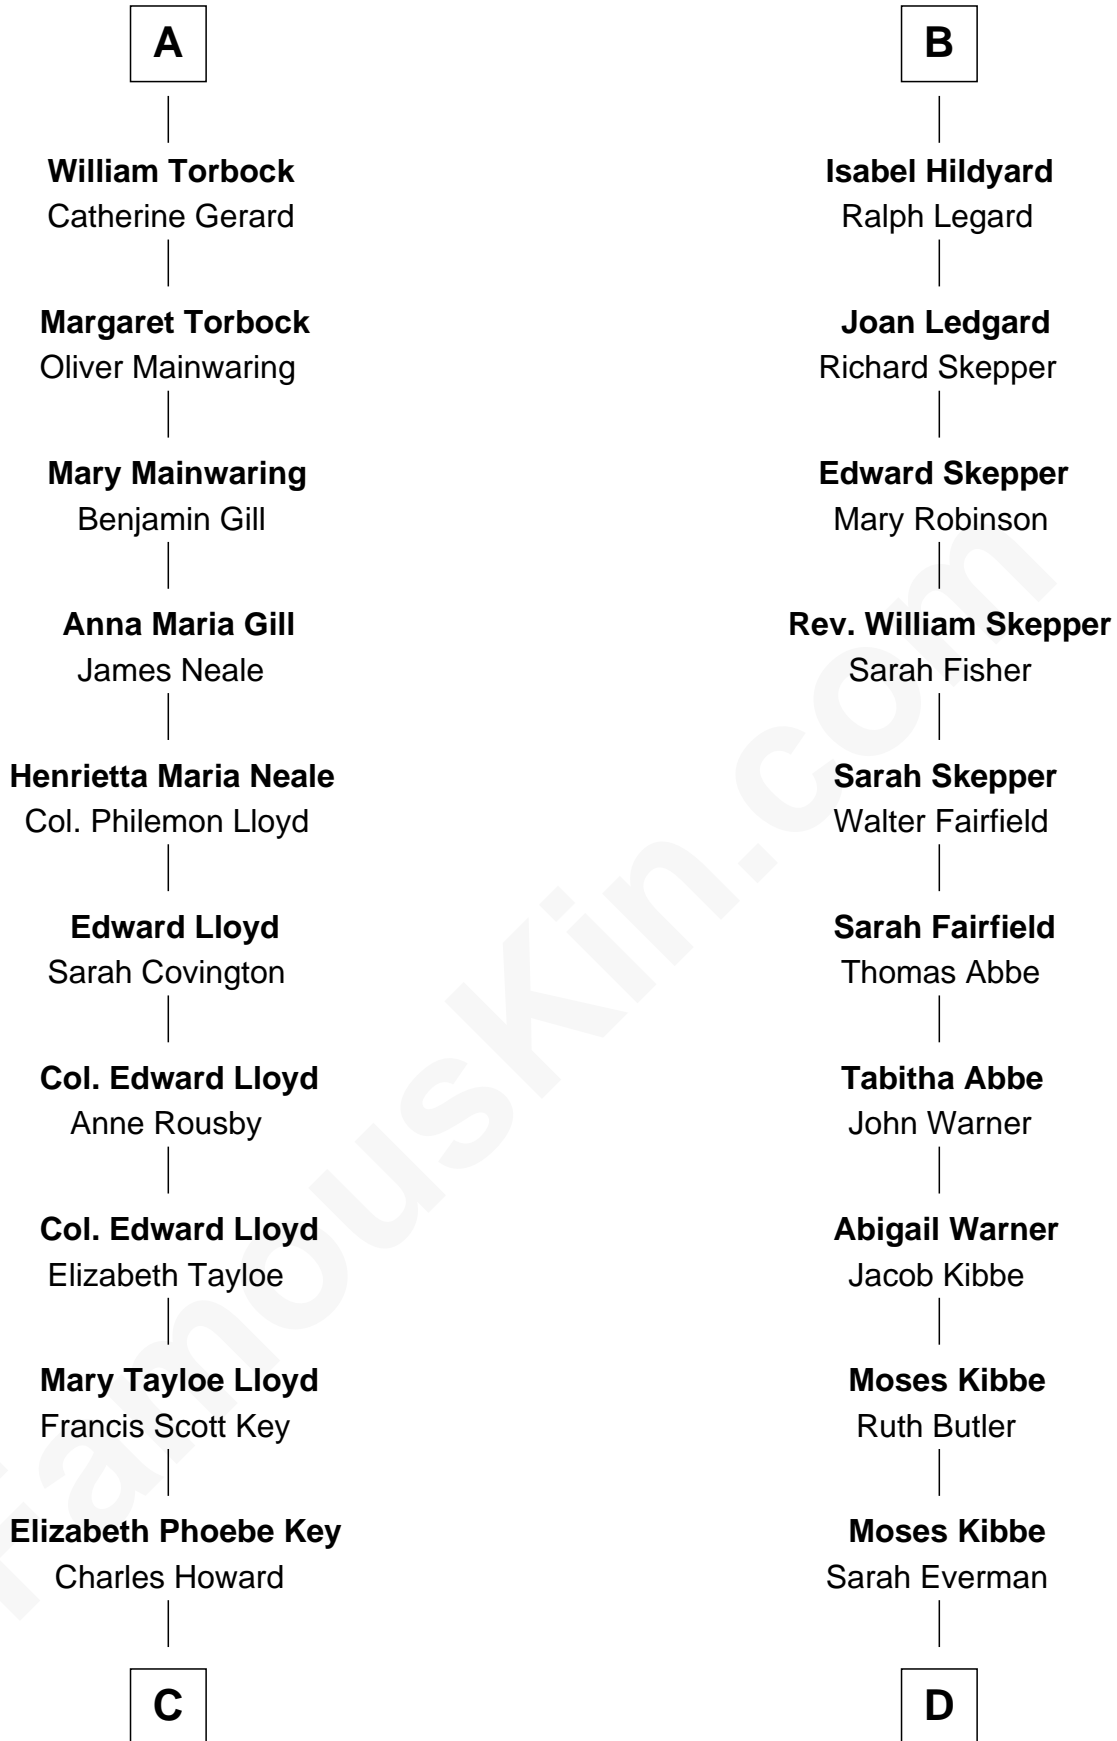 A
William Torbock
Catherine Gerard
Margaret Torbock
Oliver Mainwaring
Mary Mainwaring
Benjamin Gill
Anna Maria Gill
James Neale
Henrietta Maria Neale
Col. Philemon Lloyd
Edward Lloyd
Sarah Covington
Col. Edward Lloyd
Anne Rousby
Col. Edward Lloyd
Elizabeth Tayloe
Mary Tayloe Lloyd
Francis Scott Key
Elizabeth Phoebe Key
Charles Howard
C
B
Isabel Hildyard
Ralph Legard
Joan Ledgard
Richard Skepper
Edward Skepper
Mary Robinson
Rev. William Skepper
Sarah Fisher
Sarah Skepper
Walter Fairfield
Sarah Fairfield
Thomas Abbe
Tabitha Abbe
John Warner
Abigail Warner
Jacob Kibbe
Moses Kibbe
Ruth Butler
Moses Kibbe
Sarah Everman
D
FamousKin.com